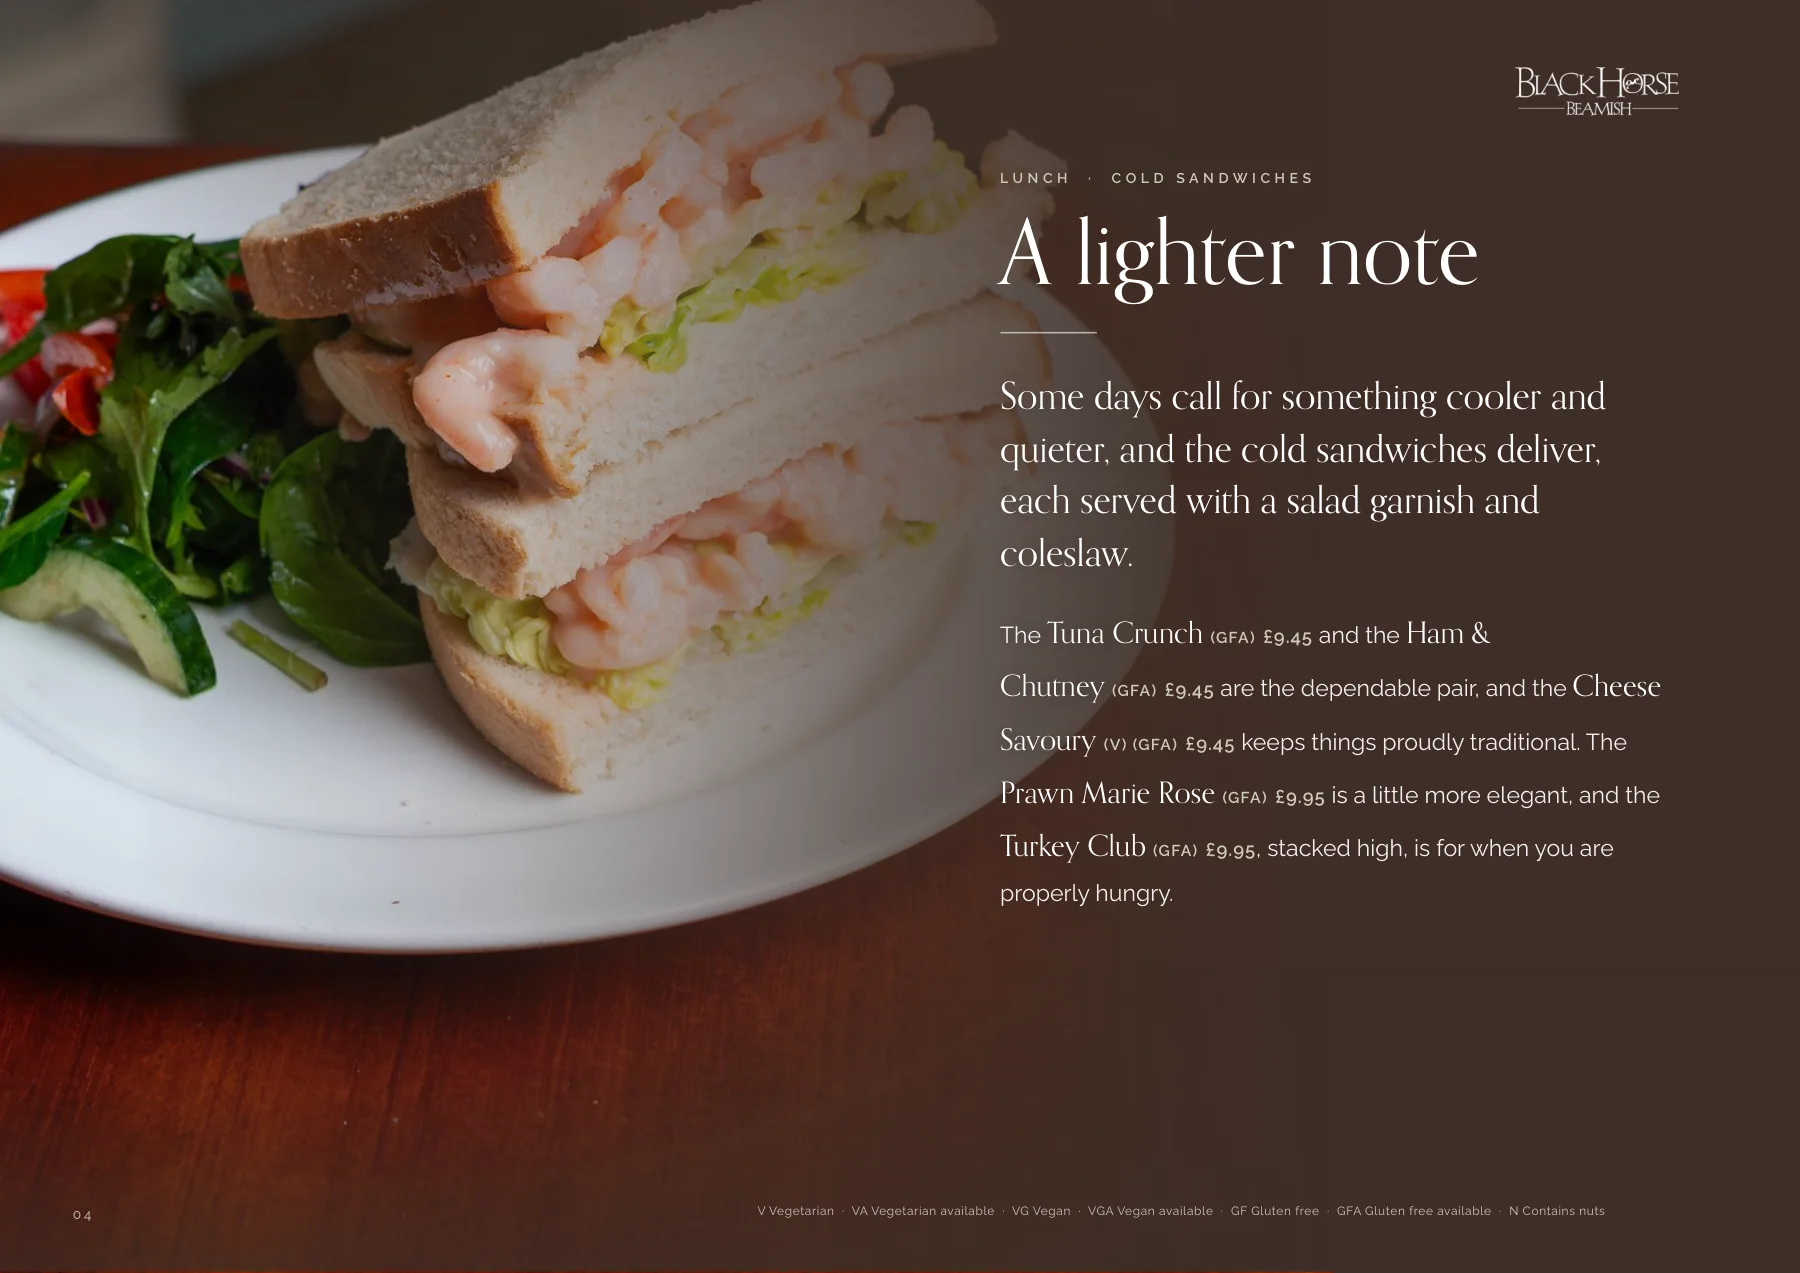 BLACK HORSE
BEAMISH
LUNCH · COLD SANDWICHES
A lighter note
Some days call for something cooler and
quieter, and the cold sandwiches deliver,
each served with a salad garnish and
coleslaw.
The Tuna Crunch (GFA) £9.45 and the Ham &
Chutney (GFA) £9.45 are the dependable pair, and the Cheese
Savoury (V) (GFA) £9.45 keeps things proudly traditional. The
Prawn Marie Rose (GFA) £9.95 is a little more elegant, and the
Turkey Club (GFA) £9.95, stacked high, is for when you are
properly hungry.
04
V Vegetarian · VA Vegetarian available · VG Vegan · VGA Vegan available · GF Gluten free · GFA Gluten free available · N Contains nuts